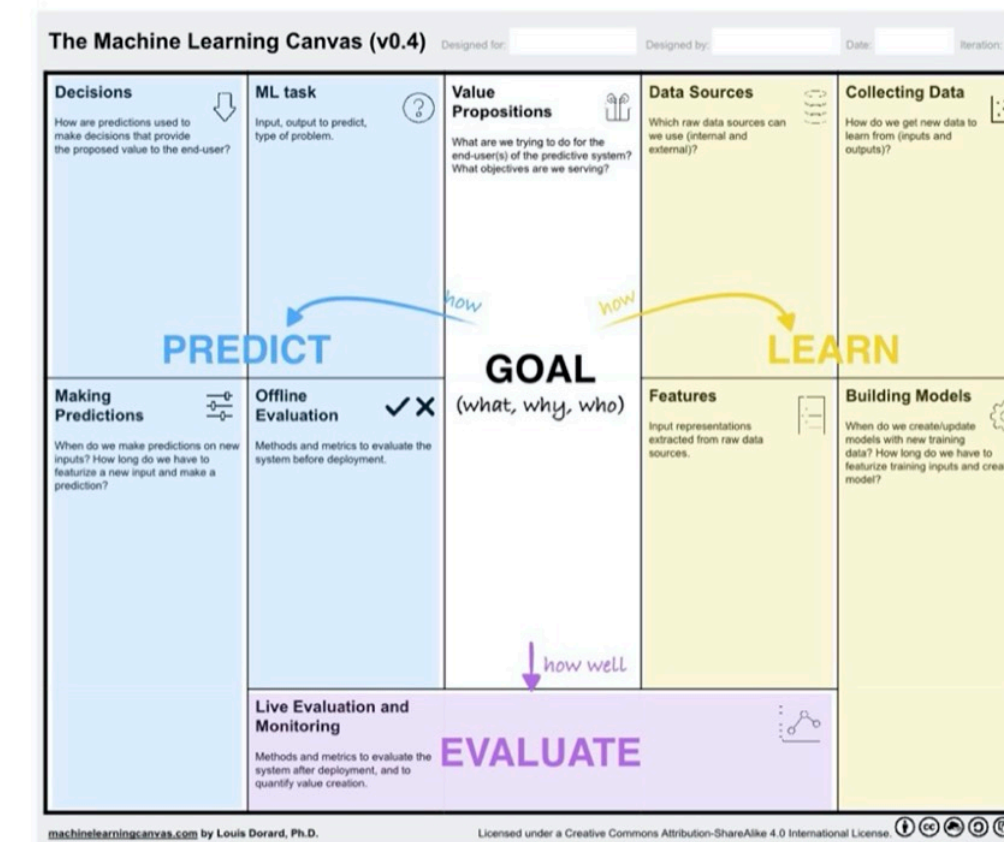 The Machine Learning Canvas (v0.4)
Designed for:
Designed by:
Date:
Iteration:
Decisions
How are predictions used to
make decisions that provide
the proposed value to the end-user?
ML task
Input, output to predict,
type of problem.
Value
Propositions
What are we trying to do for the
end-user(s) of the predictive system?
What objectives are we serving?
Data Sources
Which raw data sources can
we use (internal and
external)?
Collecting Data
How do we get new data to
learn from (inputs and
outputs)?
how
how
PREDICT
GOAL
(what, why, who)
LEARN
Making
Predictions
When do we make predictions on new
inputs? How long do we have to
featurize a new input and make a
prediction?
Offline
Evaluation
Methods and metrics to evaluate the
system before deployment.
Features
Input representations
extracted from raw data
sources.
Building Models
When do we create/update
models with new training
data? How long do we have to
featurize training inputs and
model?
how well
Live Evaluation and
Monitoring
Methods and metrics to evaluate the
system after deployment, and to
quantify value creation.
EVALUATE
machinelearningcanvas.com by Louis Dorard, Ph.D.
Licensed under a Creative Commons Attribution-ShareAlike 4.0 International License.